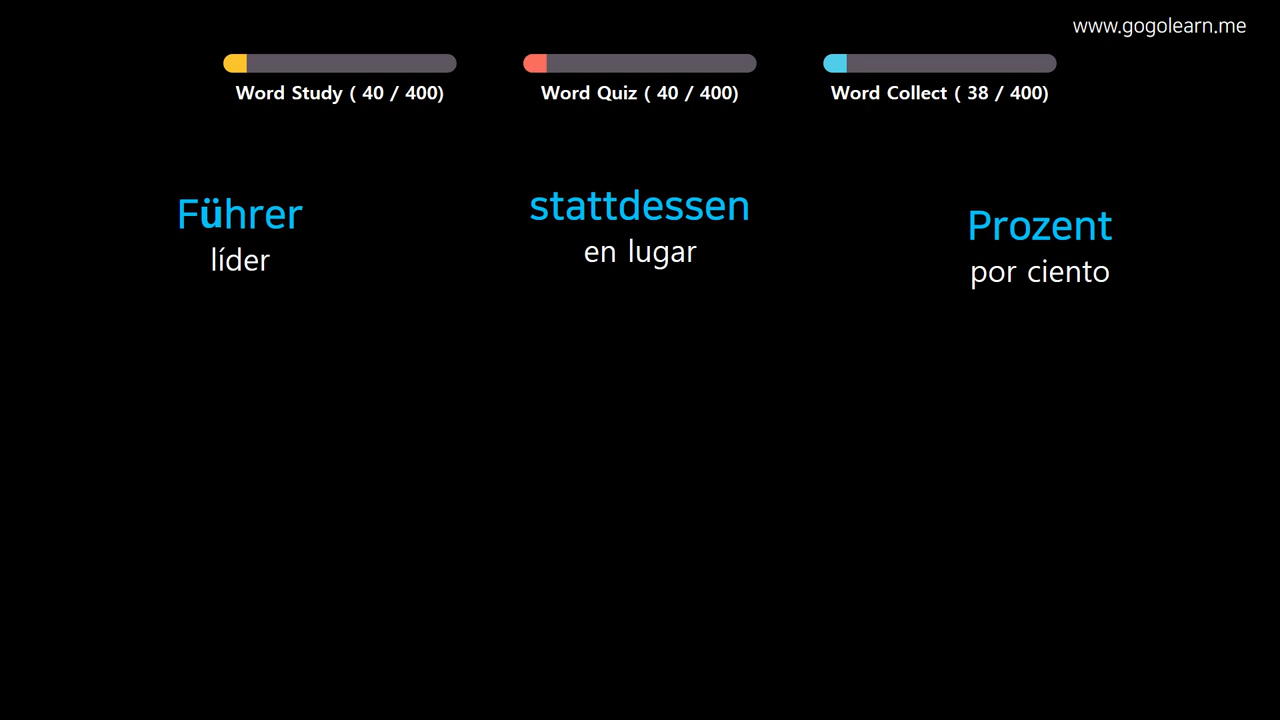 www.gogolearn.me
Word Study ( 40 / 400)
Word Quiz ( 40 / 400)
Word Collect ( 38 / 400)
Führer
líder
stattdessen
en lugar
Prozent
por ciento